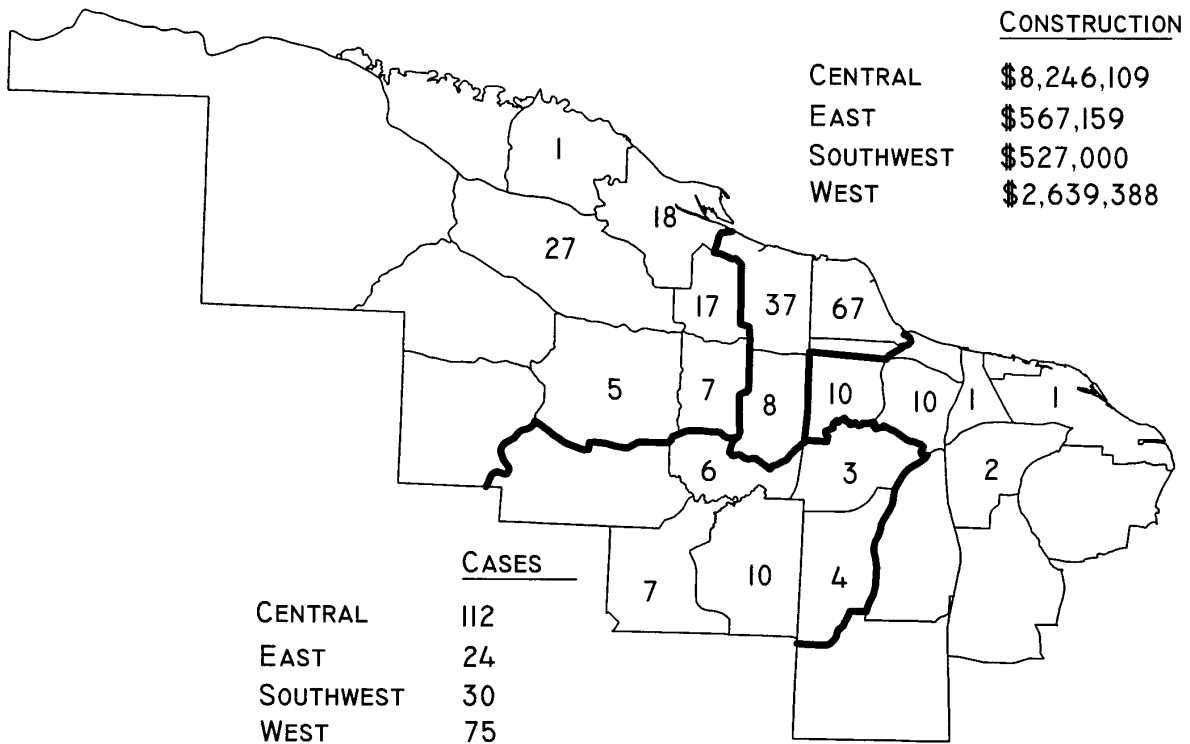 CONSTRUCTION
CENTRAL $8,246,109
EAST $567,159
SOUTHWEST $527,000
WEST $2,639,388
1
18
27
17 37 67
5 7 8 10 10 1 1
6 3 2
7 10 4
CASES
CENTRAL 112
EAST 24
SOUTHWEST 30
WEST 75